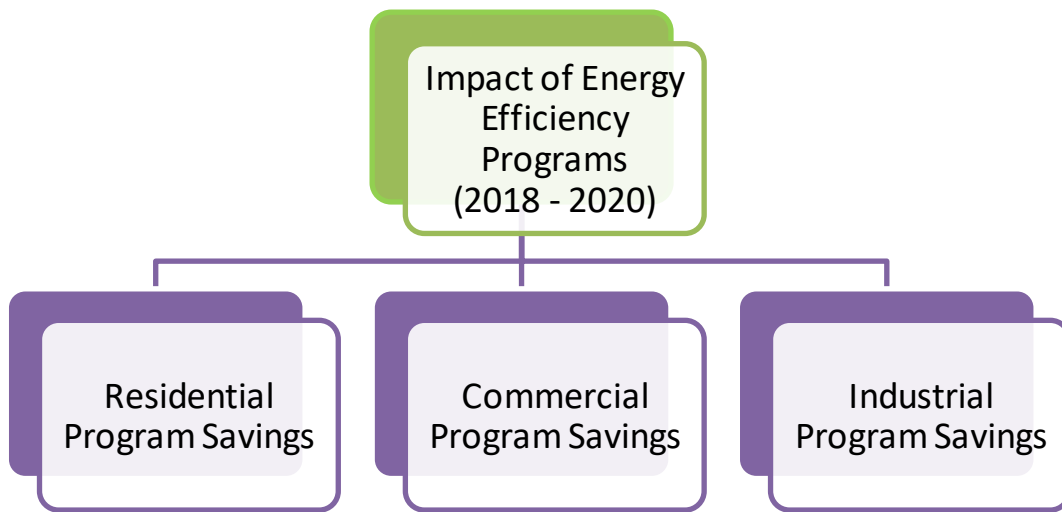 Impact of Energy
Efficiency
Programs
(2018 - 2020)
Residential
Program Savings
Commercial
Program Savings
Industrial
Program Savings